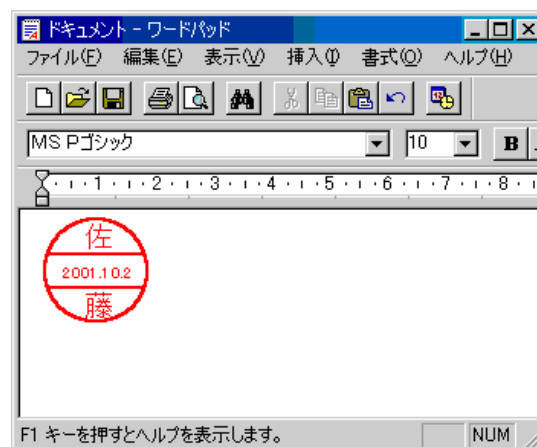 ドキュメント - ワードパッド
ファイル(F) 編集(E) 表示(V) 挿入(I) 書式(O) ヘルプ(H)
MS Pゴシック 10 B
1 2 3 4 5 6 7 8
佐
2001.10.2
藤
F1 キーを押すとヘルプを表示します。 NUM